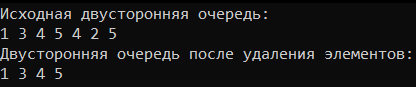 Исходная двусторонняя очередь:
1 3 4 5 4 2 5
Двусторонняя очередь после удаления элементов:
1 3 4 5